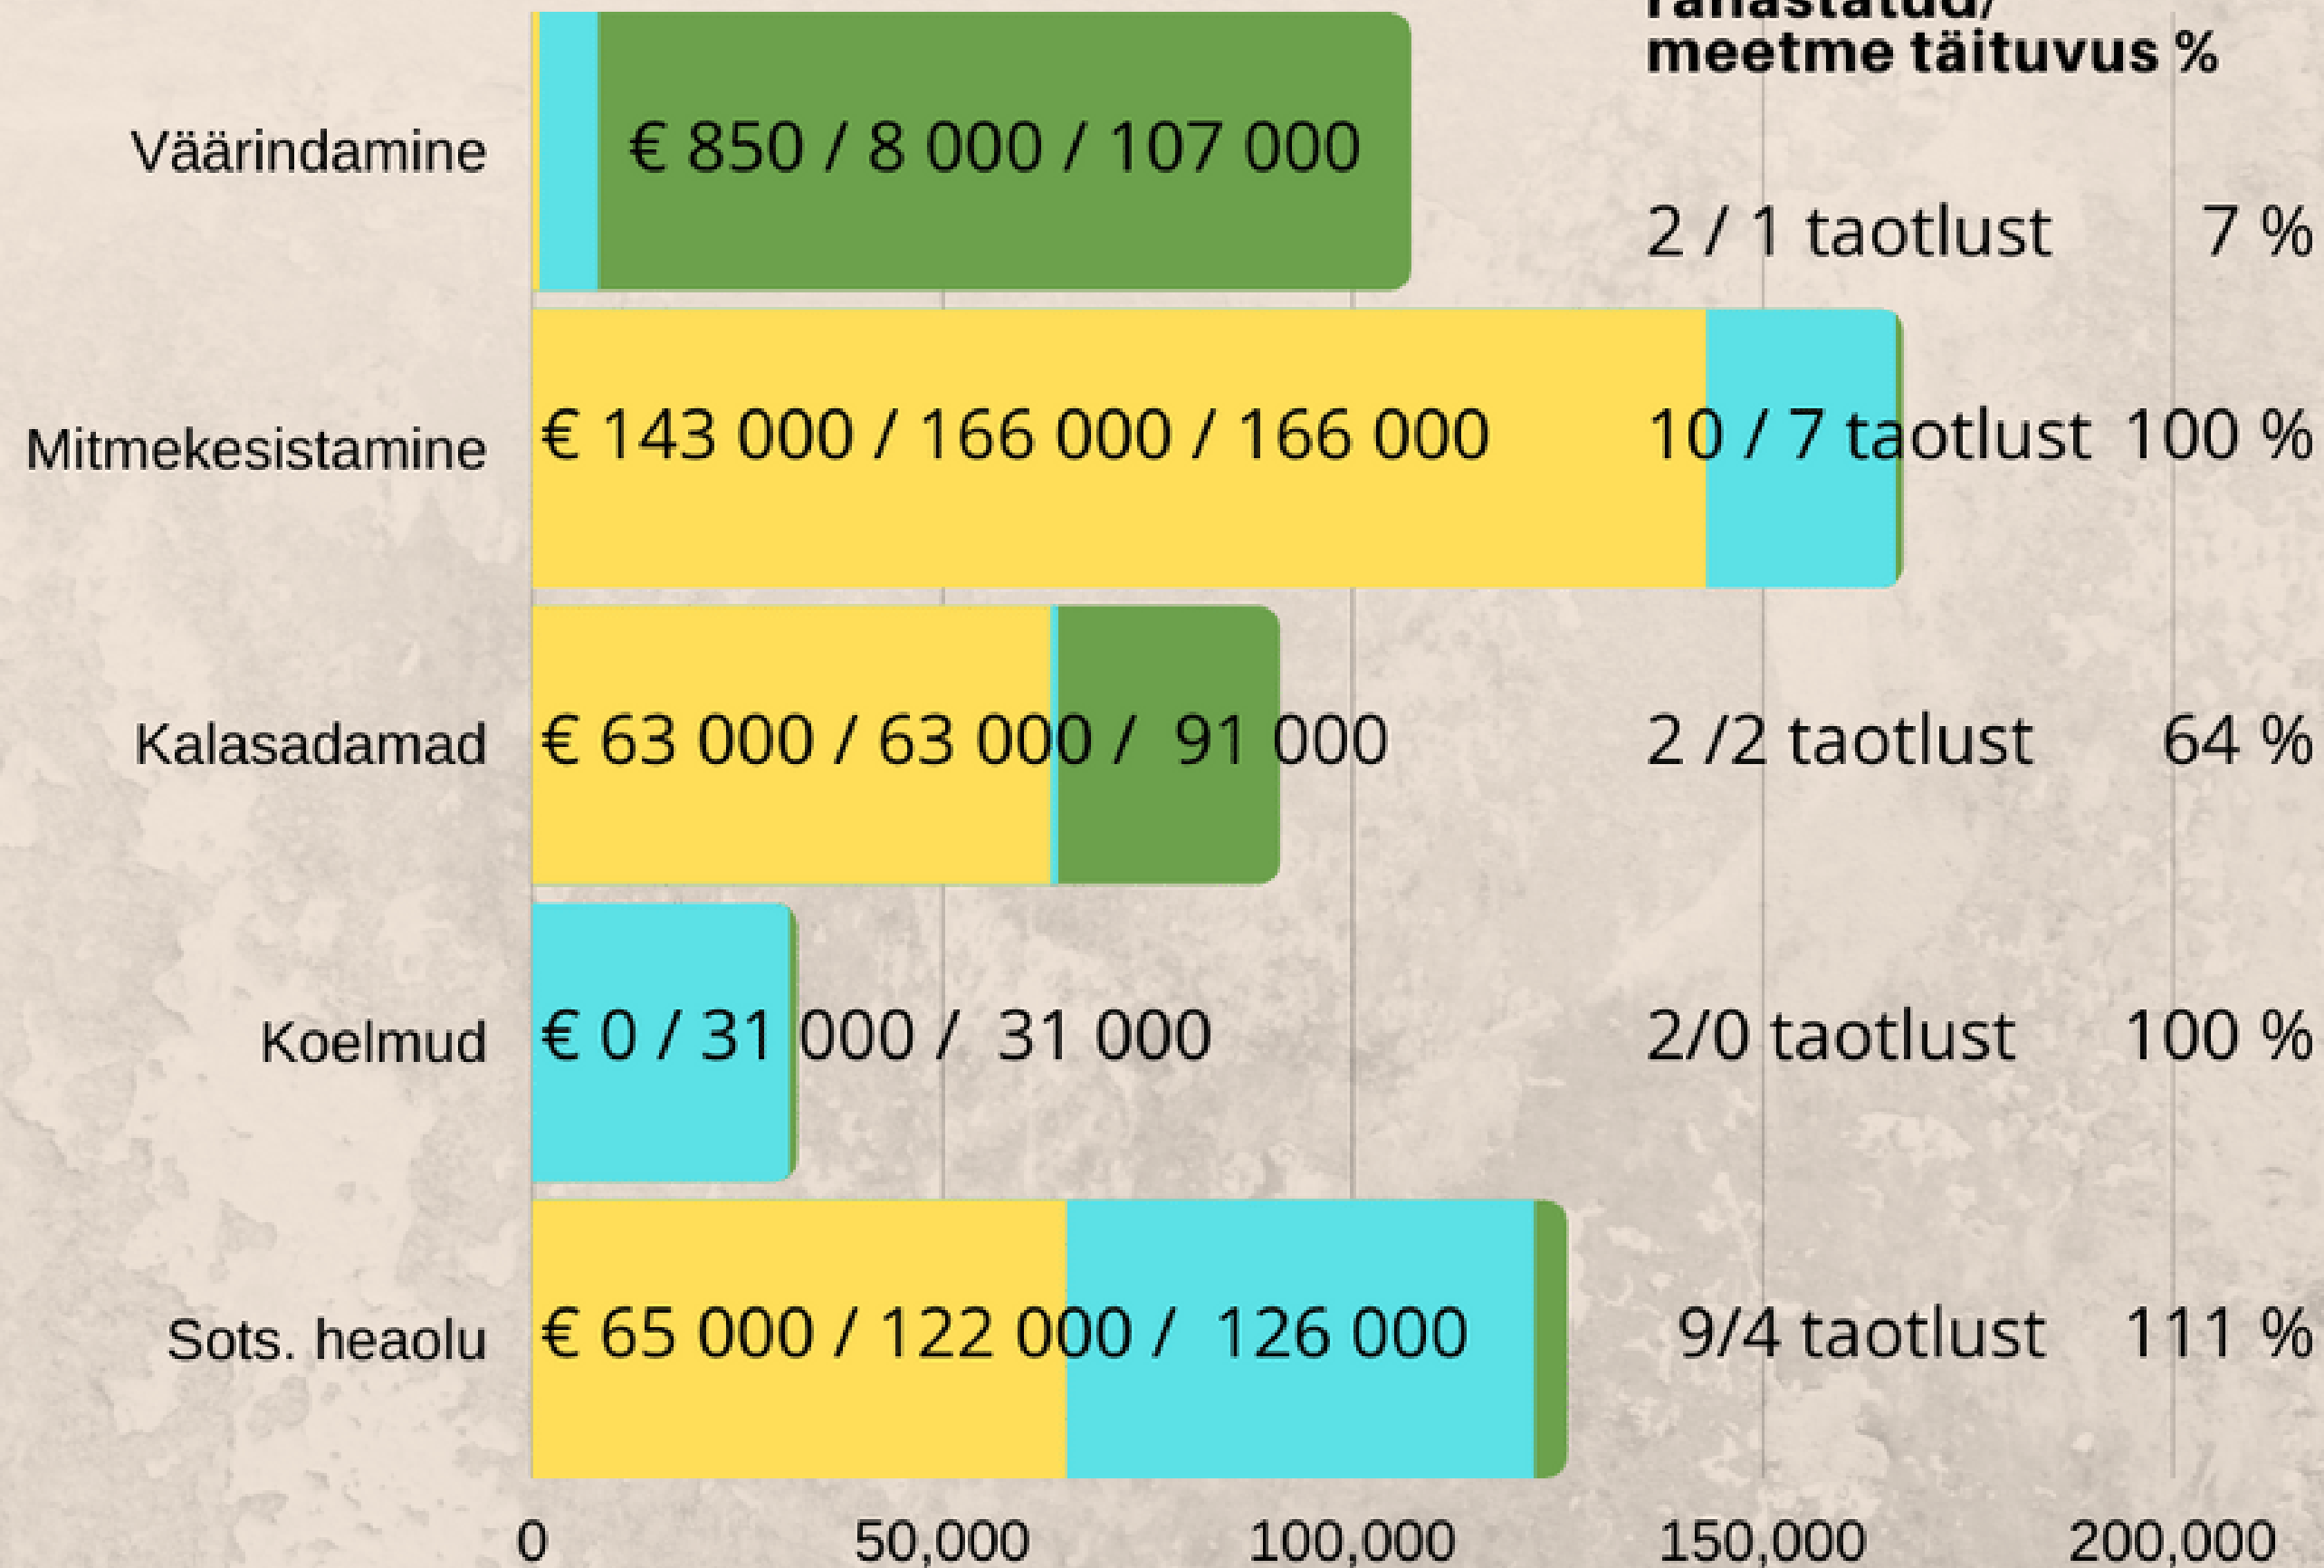 rahastatud/
meetme täituvus %
Väärindamine € 850 / 8 000 / 107 000
2 / 1 taotlust 7 %
Mitmekesistamine € 143 000 / 166 000 / 166 000 10 / 7 taotlust 100 %
Kalasadamad € 63 000 / 63 000 / 91 000 2 /2 taotlust 64 %
Koelmud € 0 / 31 000 / 31 000 2/0 taotlust 100 %
Sots. heaolu € 65 000 / 122 000 / 126 000 9/4 taotlust 111 %
0 50,000 100,000 150,000 200,000